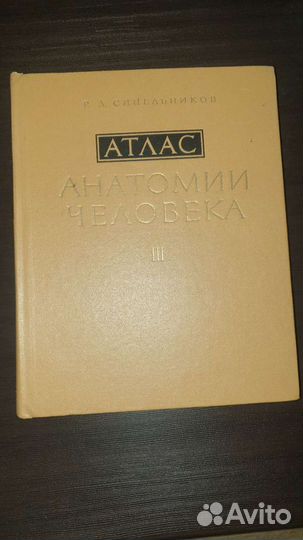 Р. Д. СИНЕЛЬНИКОВ
АТЛАС
АНАТОМИИ
ЧЕЛОВЕКА
III
Avito